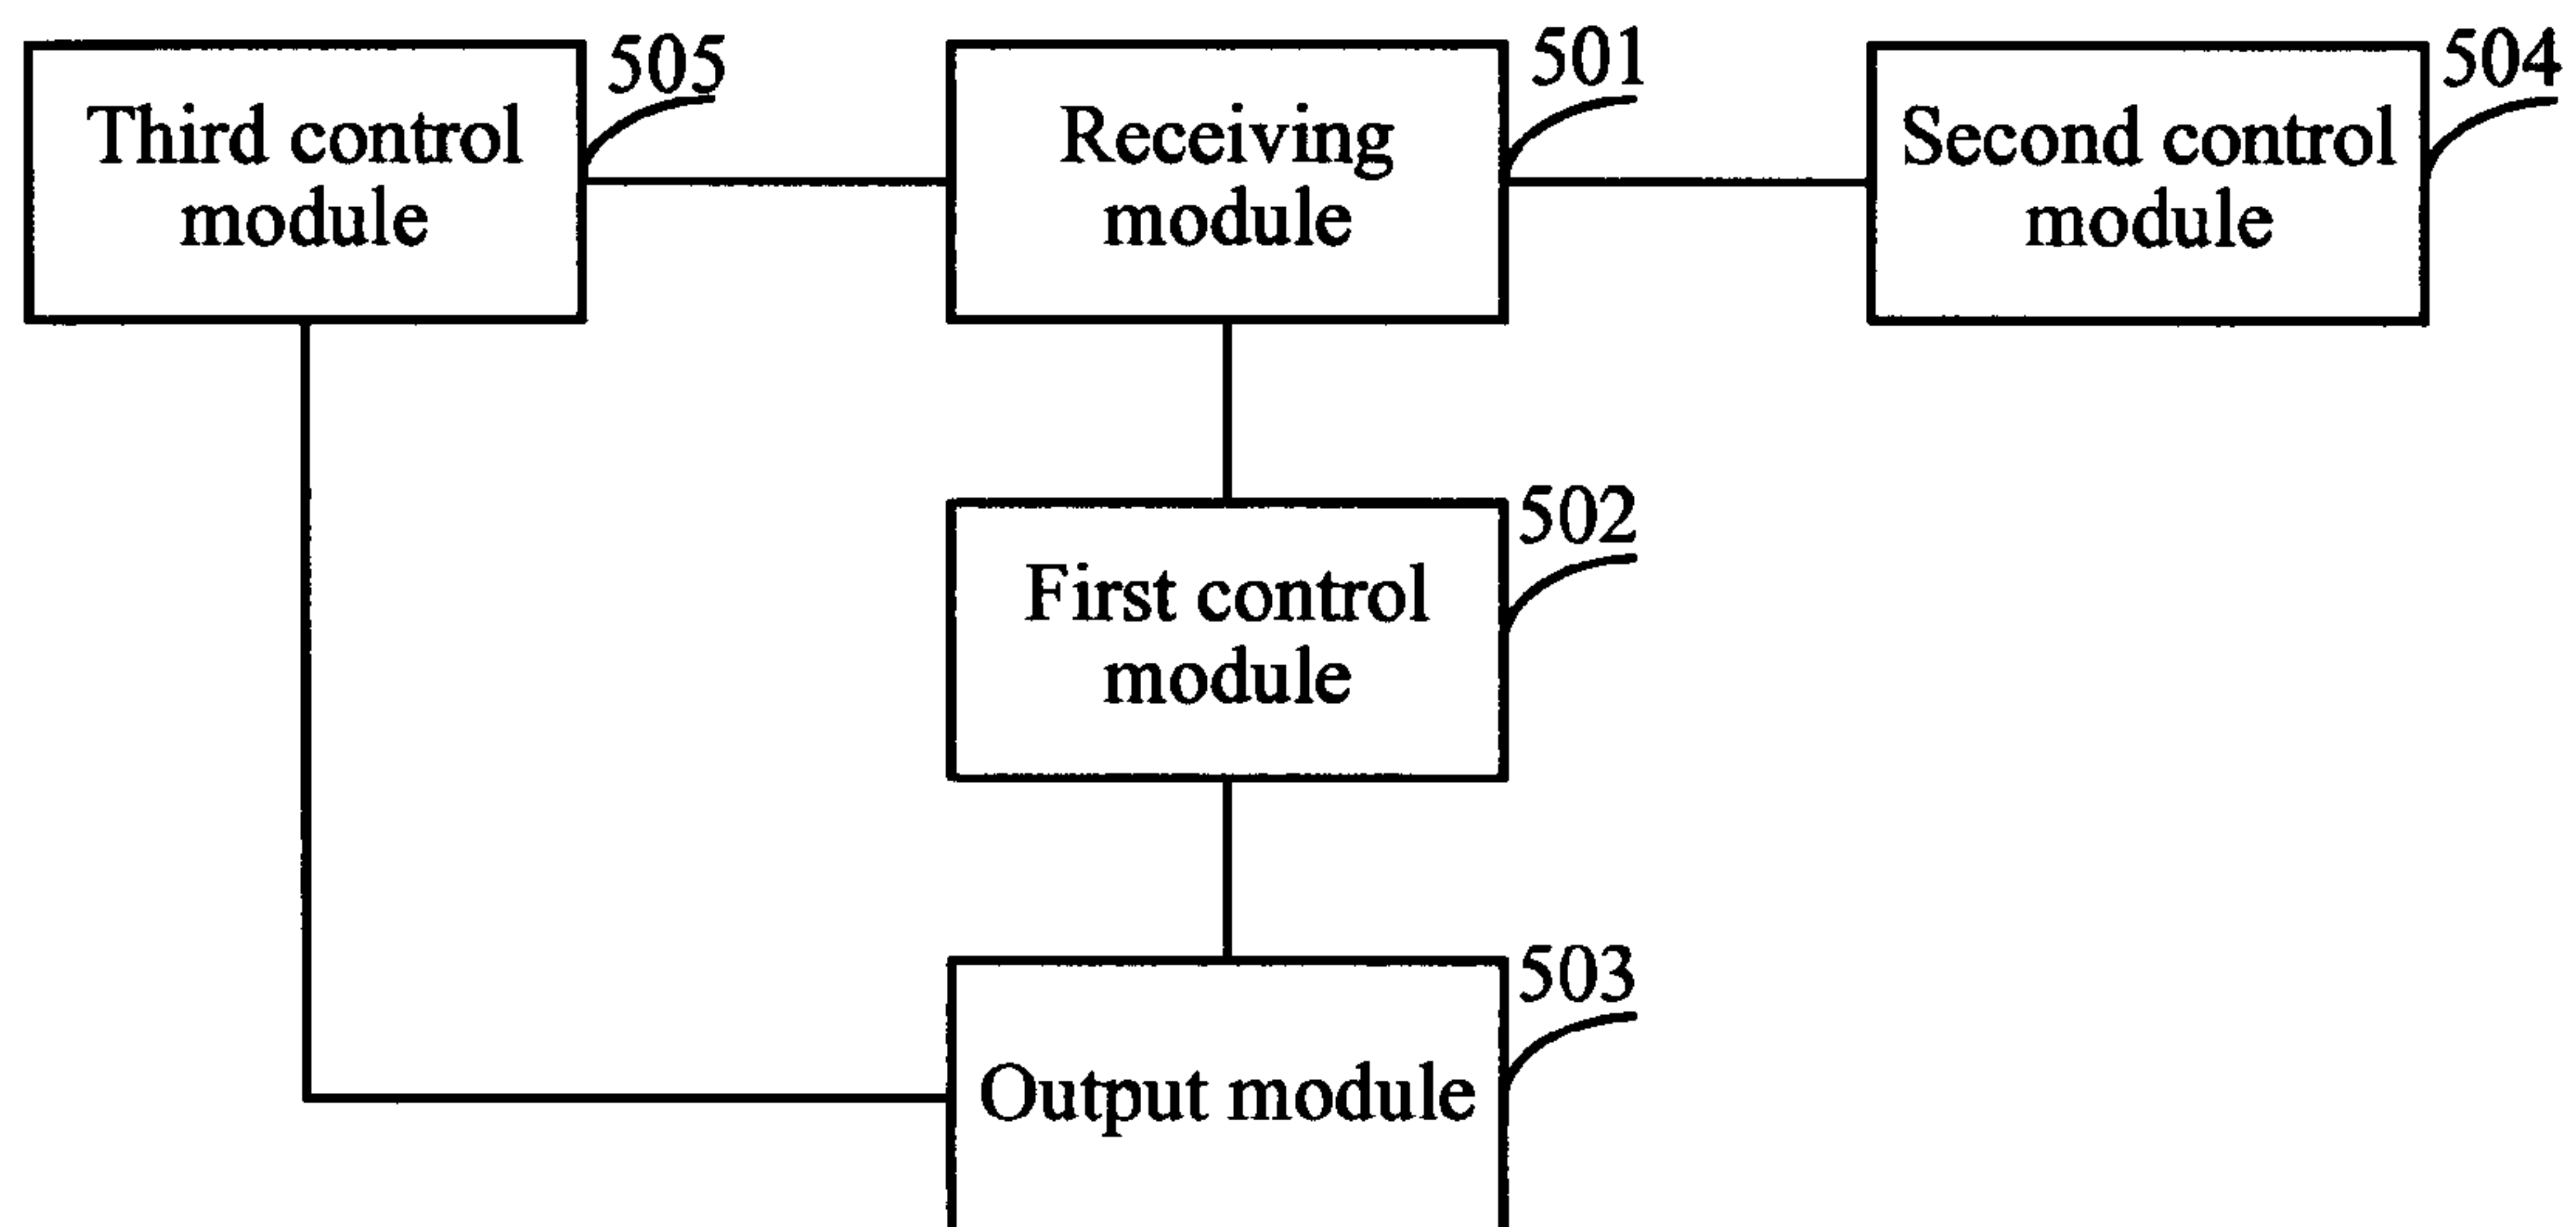 Third control
module
505
Receiving
module
501
Second control
module
504
First control
module
502
Output module
503